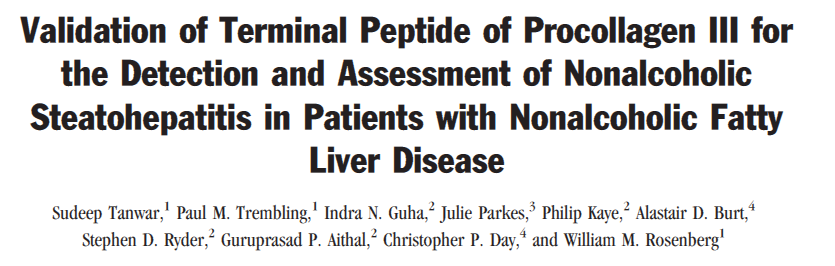 Validation of Terminal Peptide of Procollagen III for
the Detection and Assessment of Nonalcoholic
Steatohepatitis in Patients with Nonalcoholic Fatty
Liver Disease
Sudeep Tanwar,¹ Paul M. Trembling,¹ Indra N. Guha,² Julie Parkes,³ Philip Kaye,² Alastair D. Burt,⁴
Stephen D. Ryder,² Guruprasad P. Aithal,² Christopher P. Day,⁴ and William M. Rosenberg¹